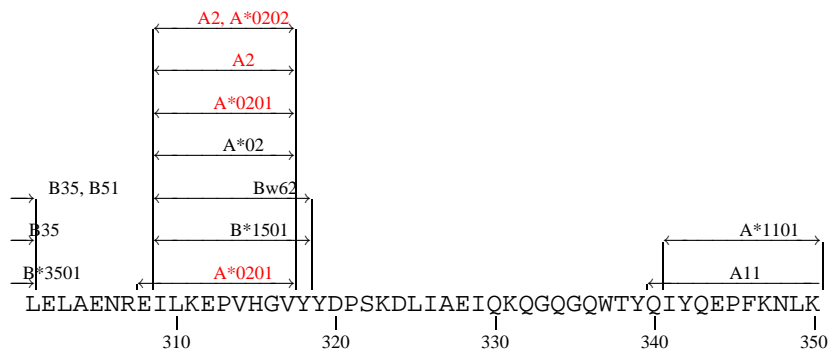 A2, A*0202
A2
A*0201
A*02
B35, B51 Bw62
B35 B*1501 A*1101
B*3501 A*0201 A11
LELAENREILKEPVHGVYYDPSKDLIAEIQKQGQGQWTYQIYQEPFKNLK
310 320 330 340 350